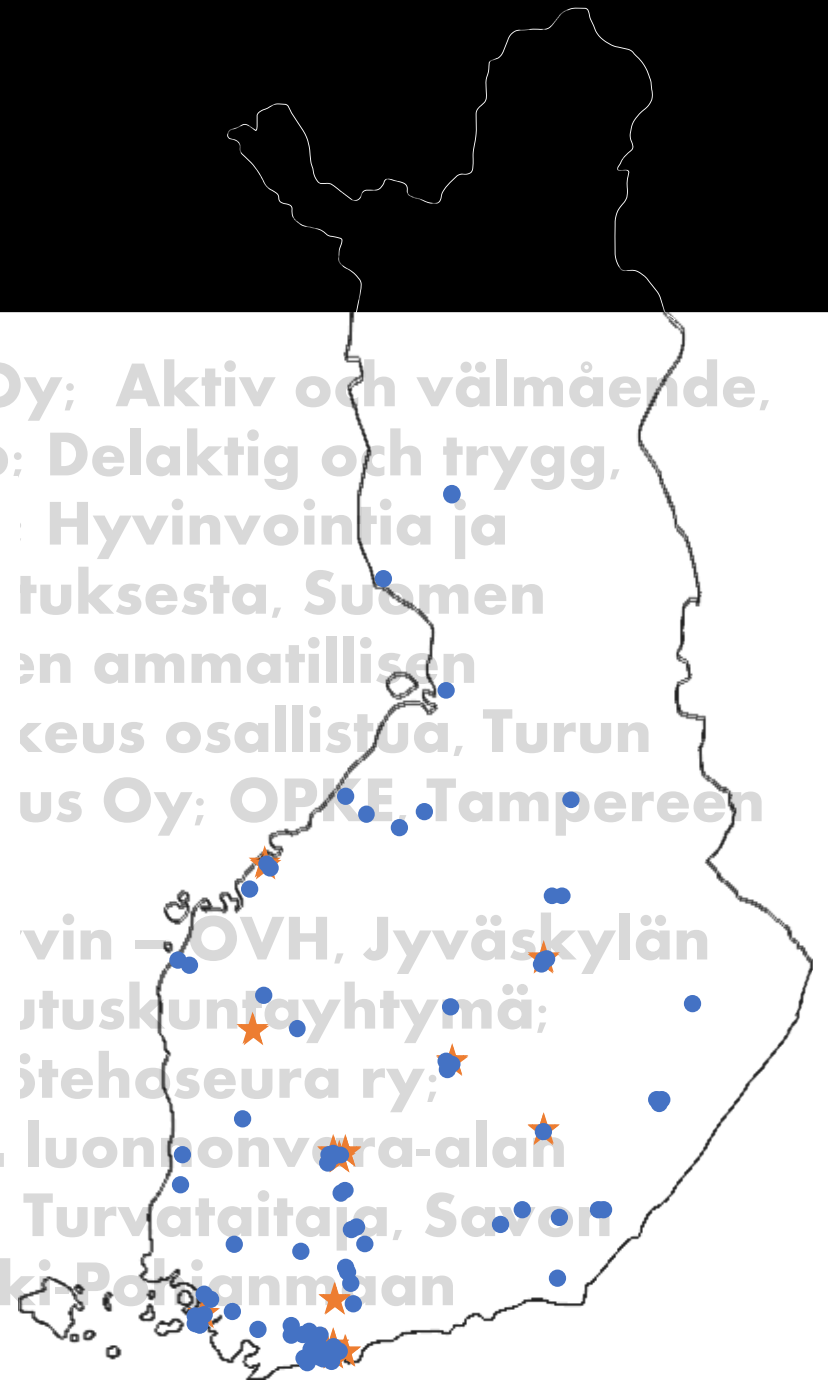 Oy; Aktiv och välmående,
; Delaktig och trygg,
: Hyvinvointia ja
tuksesta, Suomen
en ammatillisen
keus osallistua, Turun
us Oy; OPKE, Tampereen
vin – OVH, Jyväskylän
utuskuntayhtymä;
ötehoseura ry;
luonnonvara-alan
Turvataitaja, Savon
ki-Pohjanmaan